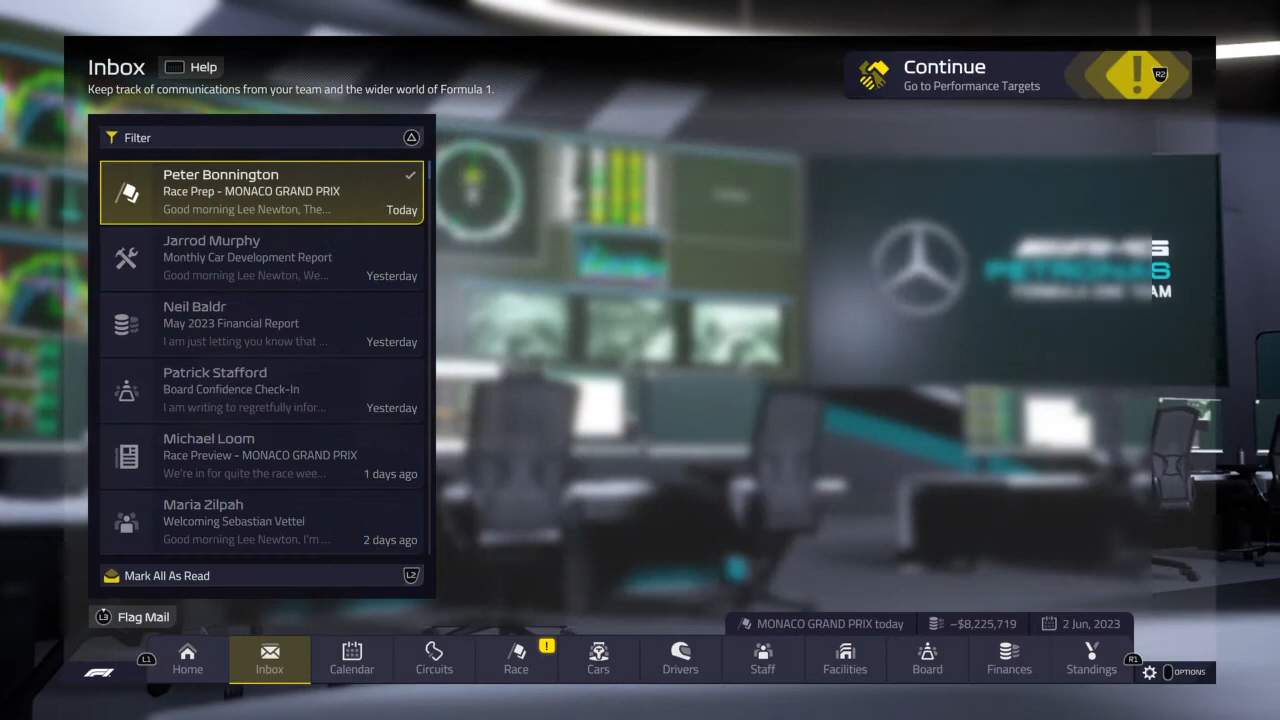 Inbox
Help
Keep track of communications from your team and the wider world of Formula 1.
Continue
Go to Performance Targets
R2
Filter
Peter Bonnington
Race Prep - MONACO GRAND PRIX
Good morning Lee Newton, The...
Today
Jarrod Murphy
Monthly Car Development Report
Good morning Lee Newton, We...
Yesterday
Neil Baldr
May 2023 Financial Report
I am just letting you know that ...
Yesterday
Patrick Stafford
Board Confidence Check-In
I am writing to regretfully infor...
Yesterday
Michael Loom
Race Preview - MONACO GRAND PRIX
We're in for quite the race wee...
1 days ago
Maria Zilpah
Welcoming Sebastian Vettel
Good morning Lee Newton, I'm ...
2 days ago
Mark All As Read
L2
L3
Flag Mail
PETRONAS
MONACO GRAND PRIX today
-$8,225,719
2 Jun, 2023
L1
Home
Inbox
Calendar
Circuits
Race
!
Cars
Drivers
Staff
Facilities
Board
Finances
Standings
R1
OPTIONS